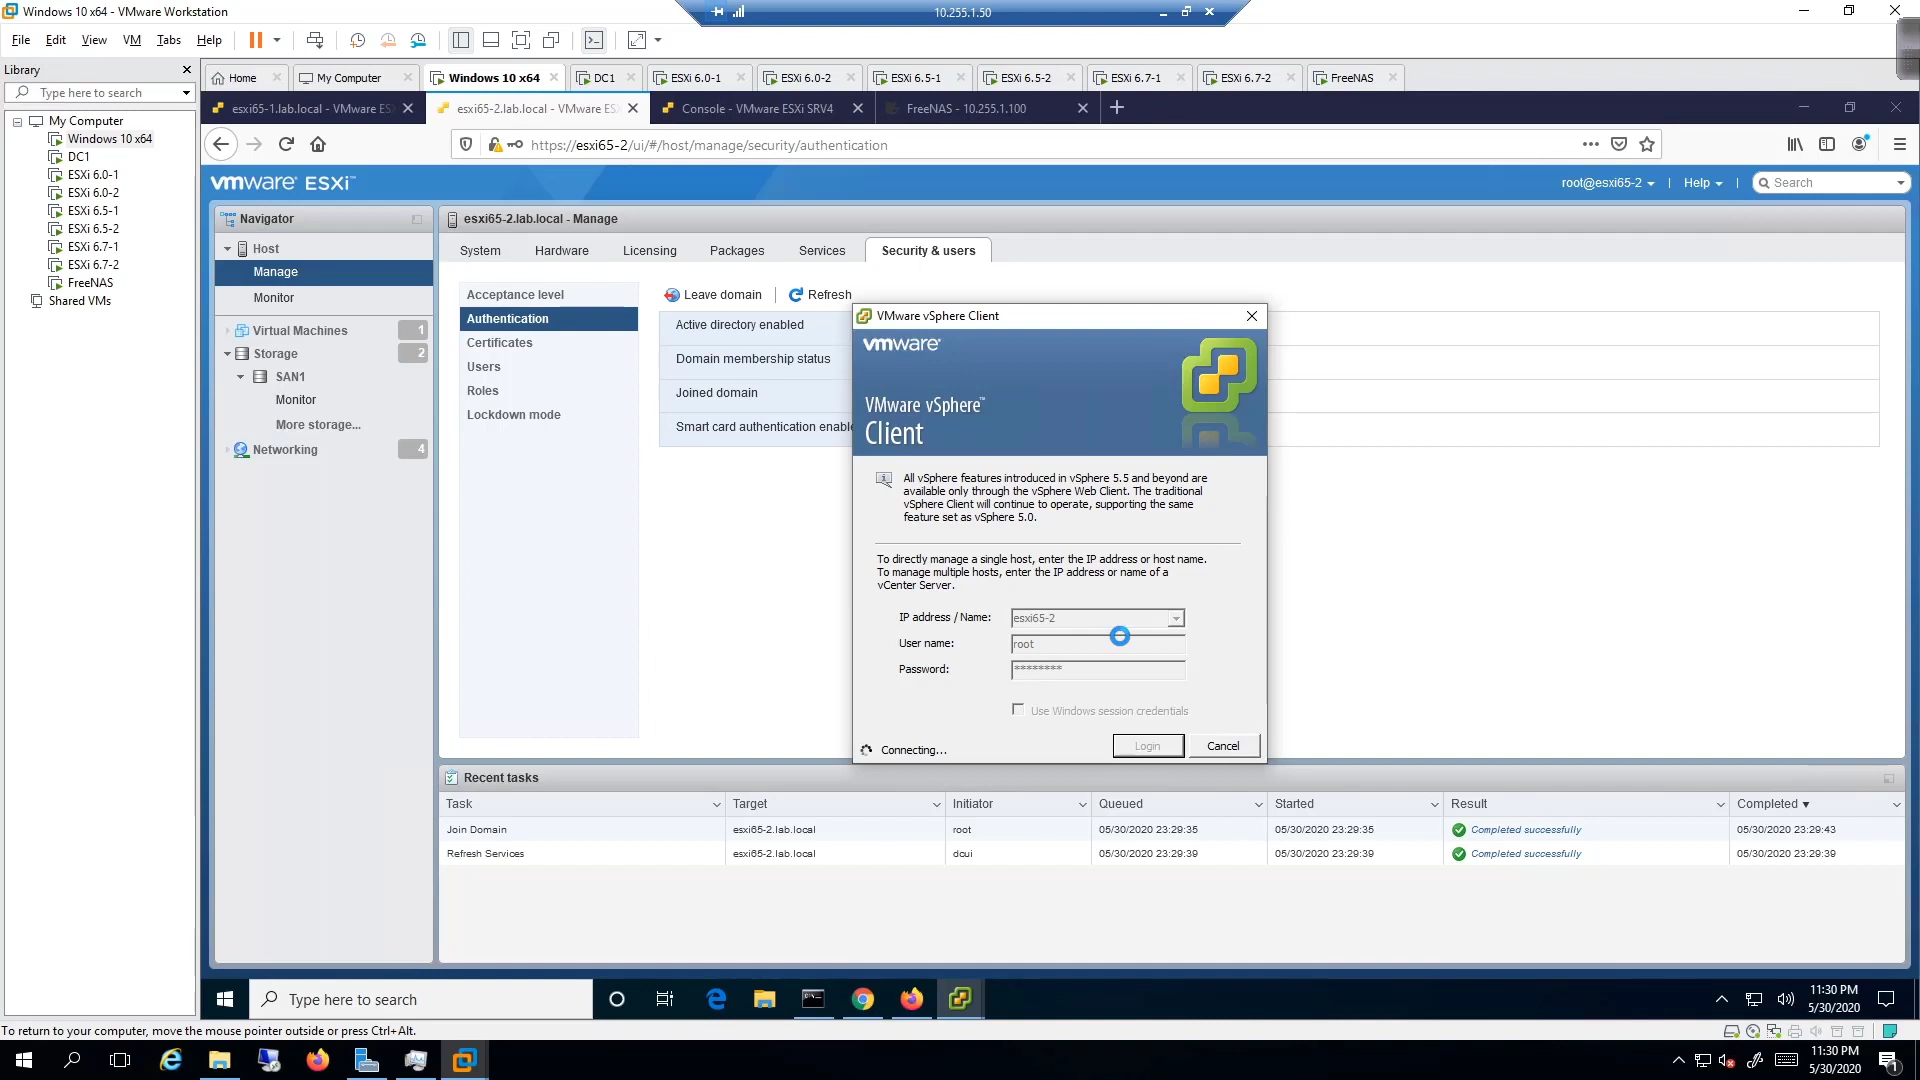 Windows 10 x64 - VMware Workstation
10.255.1.50
File Edit View VM Tabs Help
Library
Type here to search
Home My Computer Windows 10 x64 DC1 ESXi 6.0-1 ESXi 6.0-2 ESXi 6.5-1 ESXi 6.5-2 ESXi 6.7-1 ESXi 6.7-2 FreeNAS
esxi65-1.lab.local - VMware ES esxi65-2.lab.local - VMware ES Console - VMware ESXi SRV4 FreeNAS - 10.255.1.100
My Computer
Windows 10 x64
DC1
ESXi 6.0-1
ESXi 6.0-2
ESXi 6.5-1
ESXi 6.5-2
ESXi 6.7-1
ESXi 6.7-2
FreeNAS
Shared VMs
https://esxi65-2/ui/#/host/manage/security/authentication
vmware ESXi™
root@esxi65-2 | Help | Search
Navigator
Host
Manage
Monitor
Virtual Machines 1
Storage 2
SAN1
Monitor
More storage...
Networking 4
esxi65-2.lab.local - Manage
System Hardware Licensing Packages Services Security & users
Acceptance level
Authentication
Certificates
Users
Roles
Lockdown mode
Leave domain | Refresh
Active directory enabled
Domain membership status
Joined domain
Smart card authentication enable
VMware vSphere Client
vmware
VMware vSphere™
Client
All vSphere features introduced in vSphere 5.5 and beyond are
available only through the vSphere Web Client. The traditional
vSphere Client will continue to operate, supporting the same
feature set as vSphere 5.0.
To directly manage a single host, enter the IP address or host name.
To manage multiple hosts, enter the IP address or name of a
vCenter Server.
IP address / Name: esxi65-2
User name: root
Password: ********
Use Windows session credentials
Connecting... Login Cancel
Recent tasks
Task Target Initiator Queued Started Result Completed ▼
Join Domain esxi65-2.lab.local root 05/30/2020 23:29:35 05/30/2020 23:29:35 Completed successfully 05/30/2020 23:29:43
Refresh Services esxi65-2.lab.local dcui 05/30/2020 23:29:39 05/30/2020 23:29:39 Completed successfully 05/30/2020 23:29:39
Type here to search
11:30 PM
5/30/2020
To return to your computer, move the mouse pointer outside or press Ctrl+Alt.
11:30 PM
5/30/2020
1